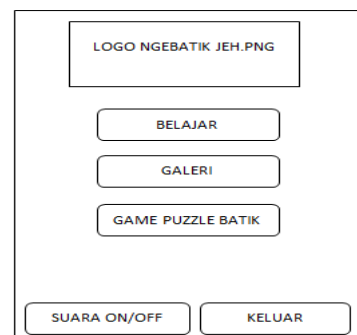 LOGO NGEBATIK JEH.PNG
BELAJAR
GALERI
GAME PUZZLE BATIK
SUARA ON/OFF
KELUAR